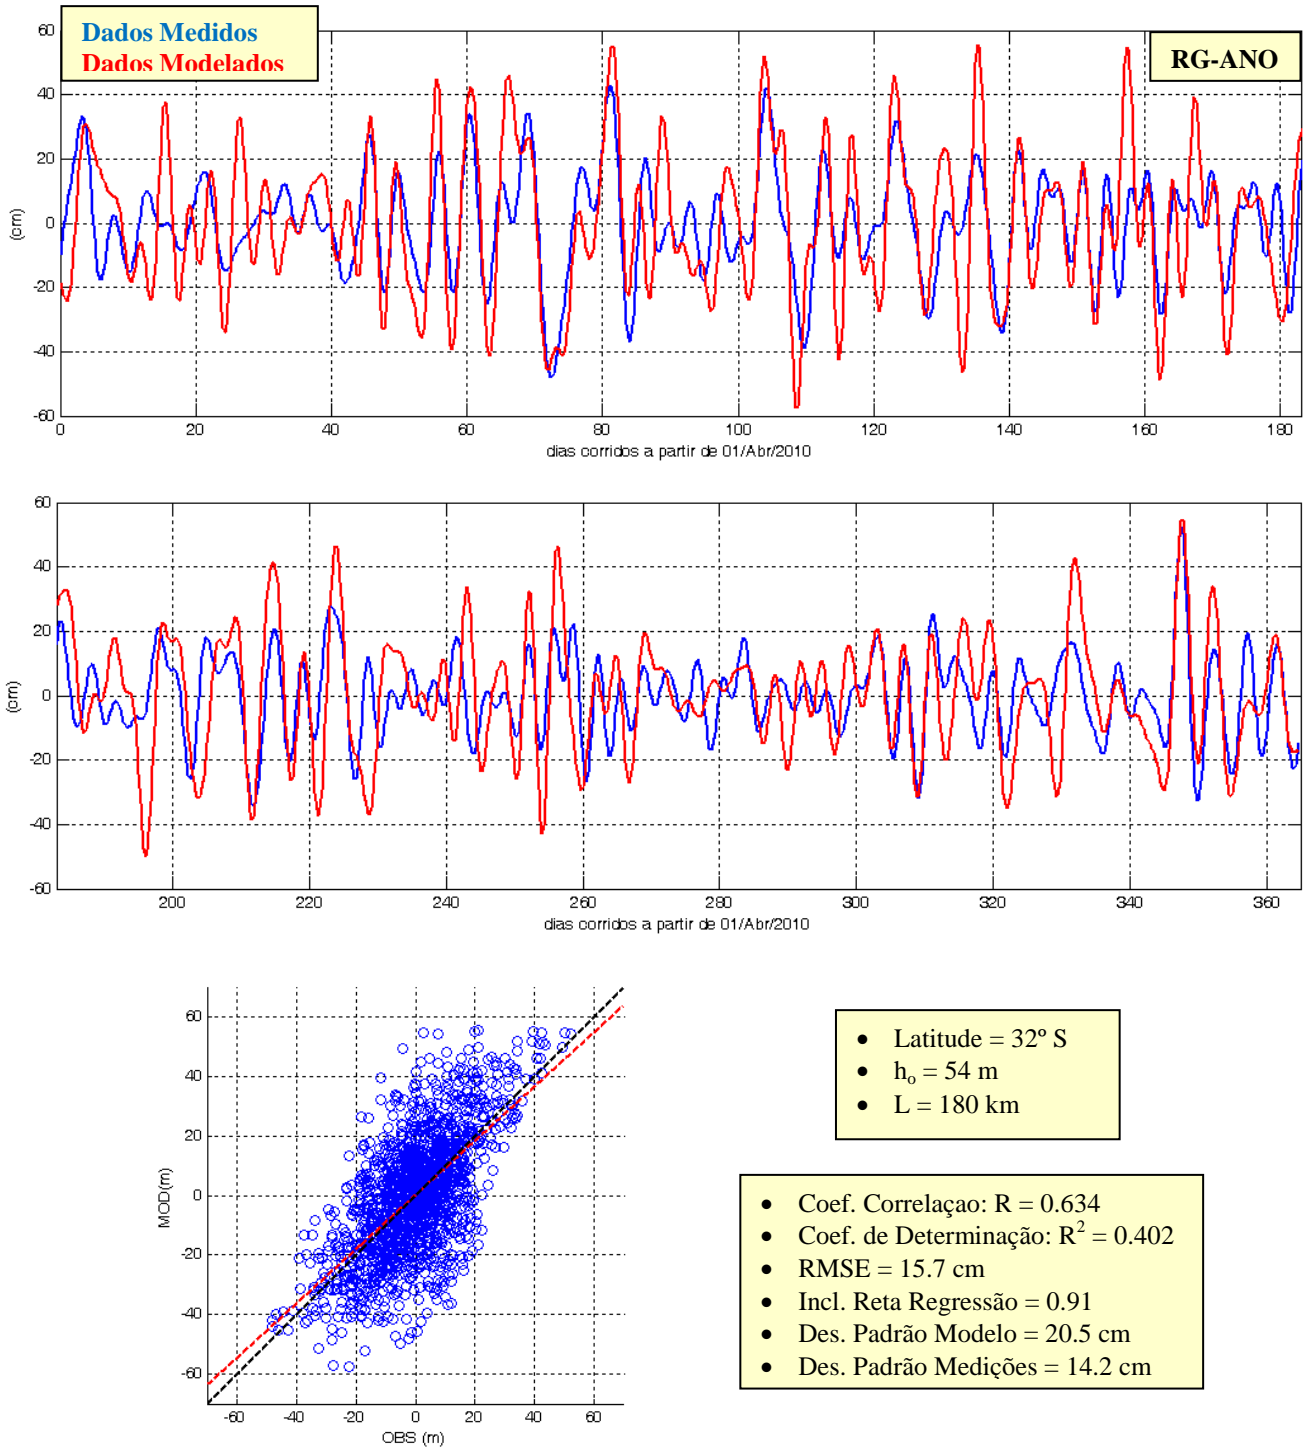 Dados Medidos
Dados Modelados
RG-ANO
60
40
20
0
-20
-40
-60
(cm)
0 20 40 60 80 100 120 140 160 180
dias corridos a partir de 01/Abr/2010
60
40
20
0
-20
-40
-60
(cm)
200 220 240 260 280 300 320 340 360
dias corridos a partir de 01/Abr/2010
60
40
20
0
-20
-40
-60
MOD(m)
-60 -40 -20 0 20 40 60
OBS (m)
• Latitude = 32º S
• hₒ = 54 m
• L = 180 km
• Coef. Correlaçao: R = 0.634
• Coef. de Determinação: R² = 0.402
• RMSE = 15.7 cm
• Incl. Reta Regressão = 0.91
• Des. Padrão Modelo = 20.5 cm
• Des. Padrão Medições = 14.2 cm